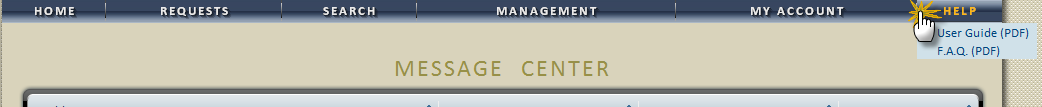 HOME REQUESTS SEARCH MANAGEMENT MY ACCOUNT HELP
User Guide (PDF)
F.A.Q. (PDF)
MESSAGE CENTER